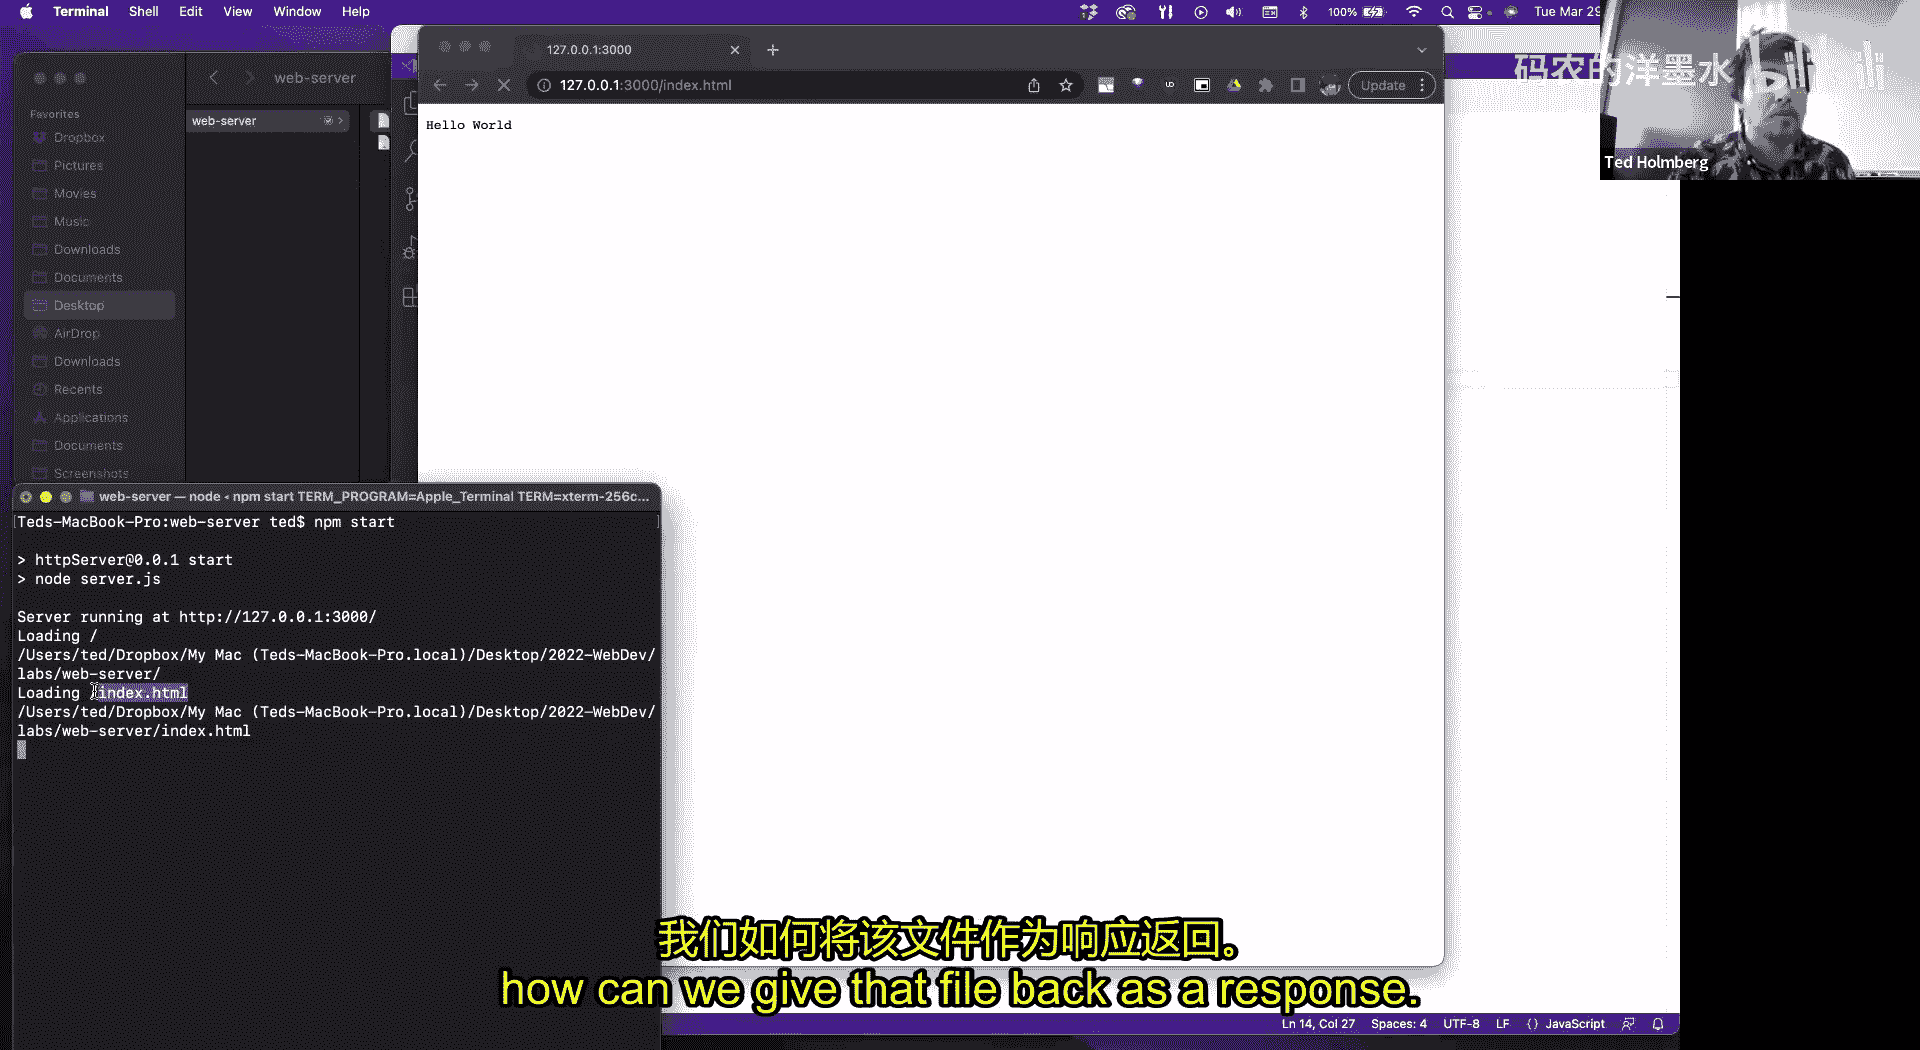 Terminal Shell Edit View Window Help 100% Tue Mar 29
127.0.0.1:3000
127.0.0.1:3000/index.html Update
web-server
Favorites
Dropbox
Pictures
Movies
Music
Downloads
Documents
Desktop
AirDrop
Downloads
Recents
Applications
Documents
Screenshots
web-server
Hello World
码农的洋墨水 bilibili
Ted Holmberg
web-server — node ◂ npm start TERM_PROGRAM=Apple_Terminal TERM=xterm-256c...
Teds-MacBook-Pro:web-server ted$ npm start
> httpServer@0.0.1 start
> node server.js
Server running at http://127.0.0.1:3000/
Loading /
/Users/ted/Dropbox/My Mac (Teds-MacBook-Pro.local)/Desktop/2022-WebDev/
labs/web-server/
Loading /index.html
/Users/ted/Dropbox/My Mac (Teds-MacBook-Pro.local)/Desktop/2022-WebDev/
labs/web-server/index.html
我们如何将该文件作为响应返回。
how can we give that file back as a response.
Ln 14, Col 27 Spaces: 4 UTF-8 LF {} JavaScript